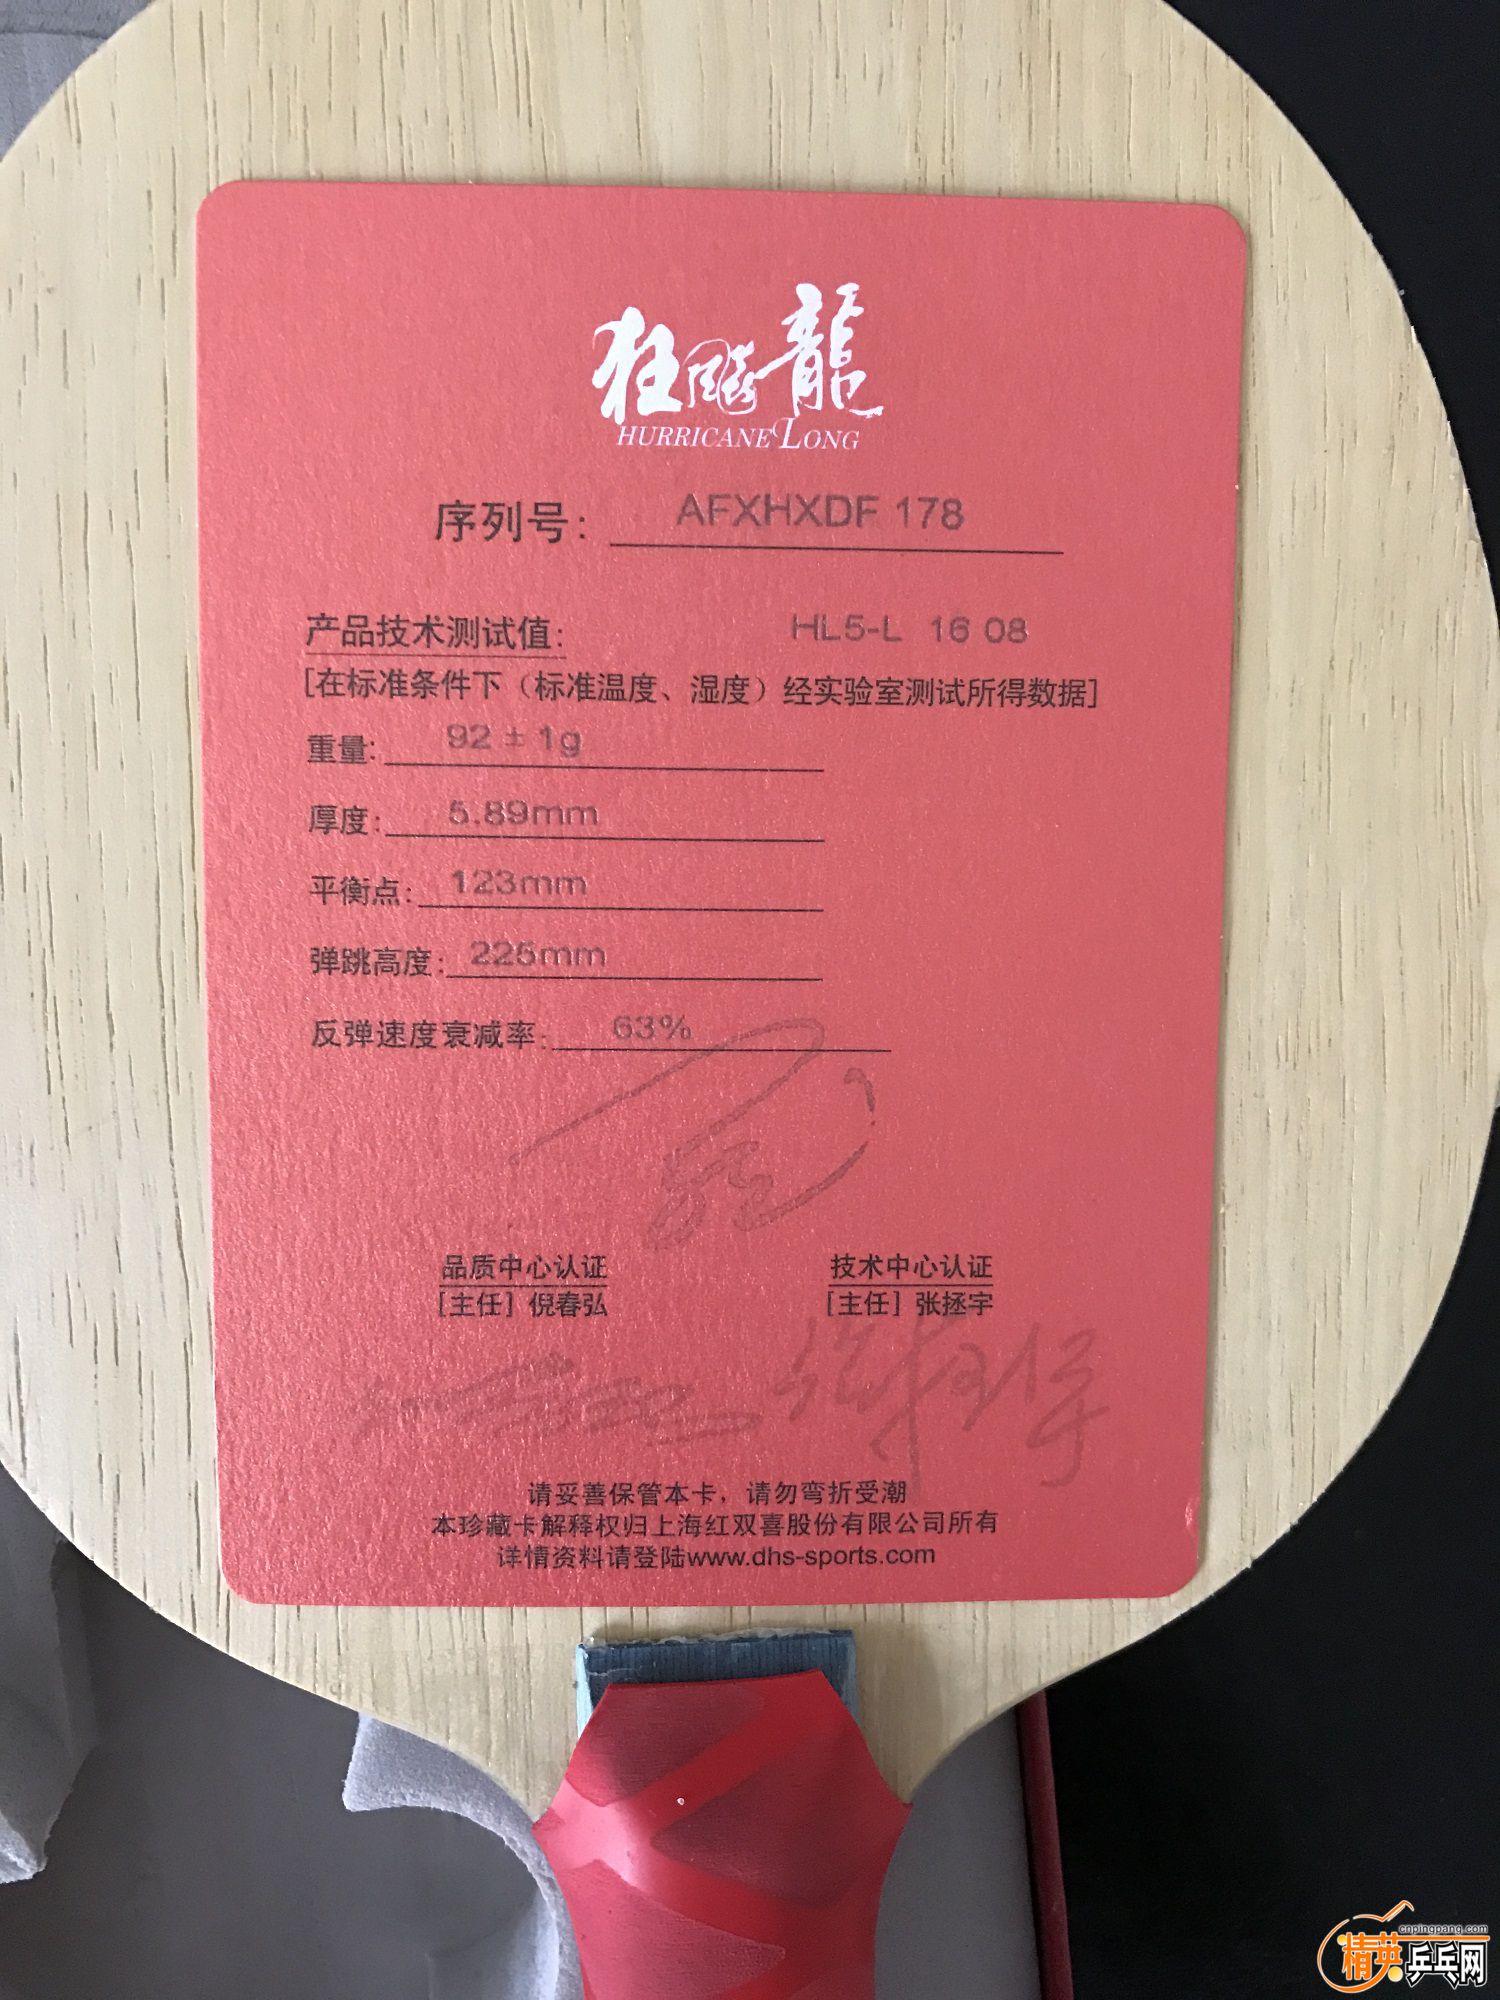 狂飚龍
HURRICANE LONG
序列号: AFXHXDF 178
产品技术测试值: HL5-L 16 08
[在标准条件下（标准温度、湿度）经实验室测试所得数据]
重量: 92 ± 1g
厚度: 5.89mm
平衡点: 123mm
弹跳高度: 225mm
反弹速度衰减率: 63%
品质中心认证 技术中心认证
[主任] 倪春弘 [主任] 张拯宇
请妥善保管本卡，请勿弯折受潮
本珍藏卡解释权归上海红双喜股份有限公司所有
详情资料请登陆www.dhs-sports.com
cnpingpang.com
精英乒乓网